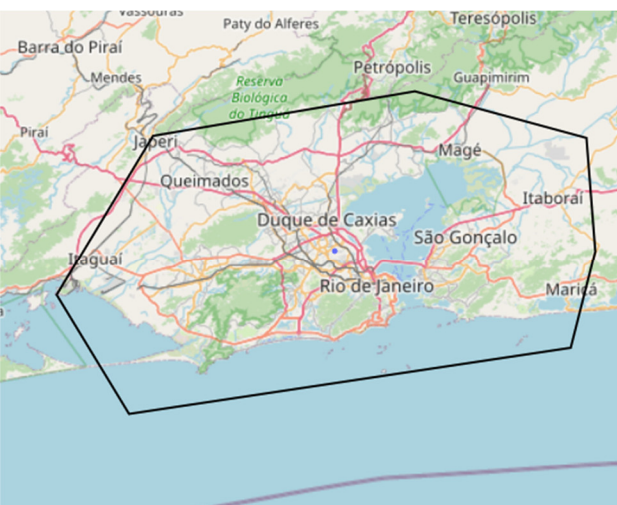 Vassouras
Paty do Alferes
Teresópolis
Barra do Piraí
Mendes
Petrópolis
Guapimirim
Reserva
Biológica
do Tinguá
Piraí
Japeri
Magé
Queimados
Itaboraí
Duque de Caxias
São Gonçalo
Itaguaí
Rio de Janeiro
Maricá